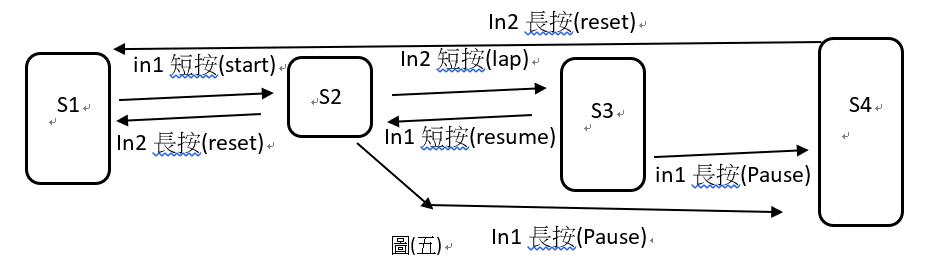 In2 長按(reset)
in1 短按(start)
In2 短按(lap)
S1
S2
S3
S4
In2 長按(reset)
In1 短按(resume)
in1 長按(Pause)
圖(五)
In1 長按(Pause)